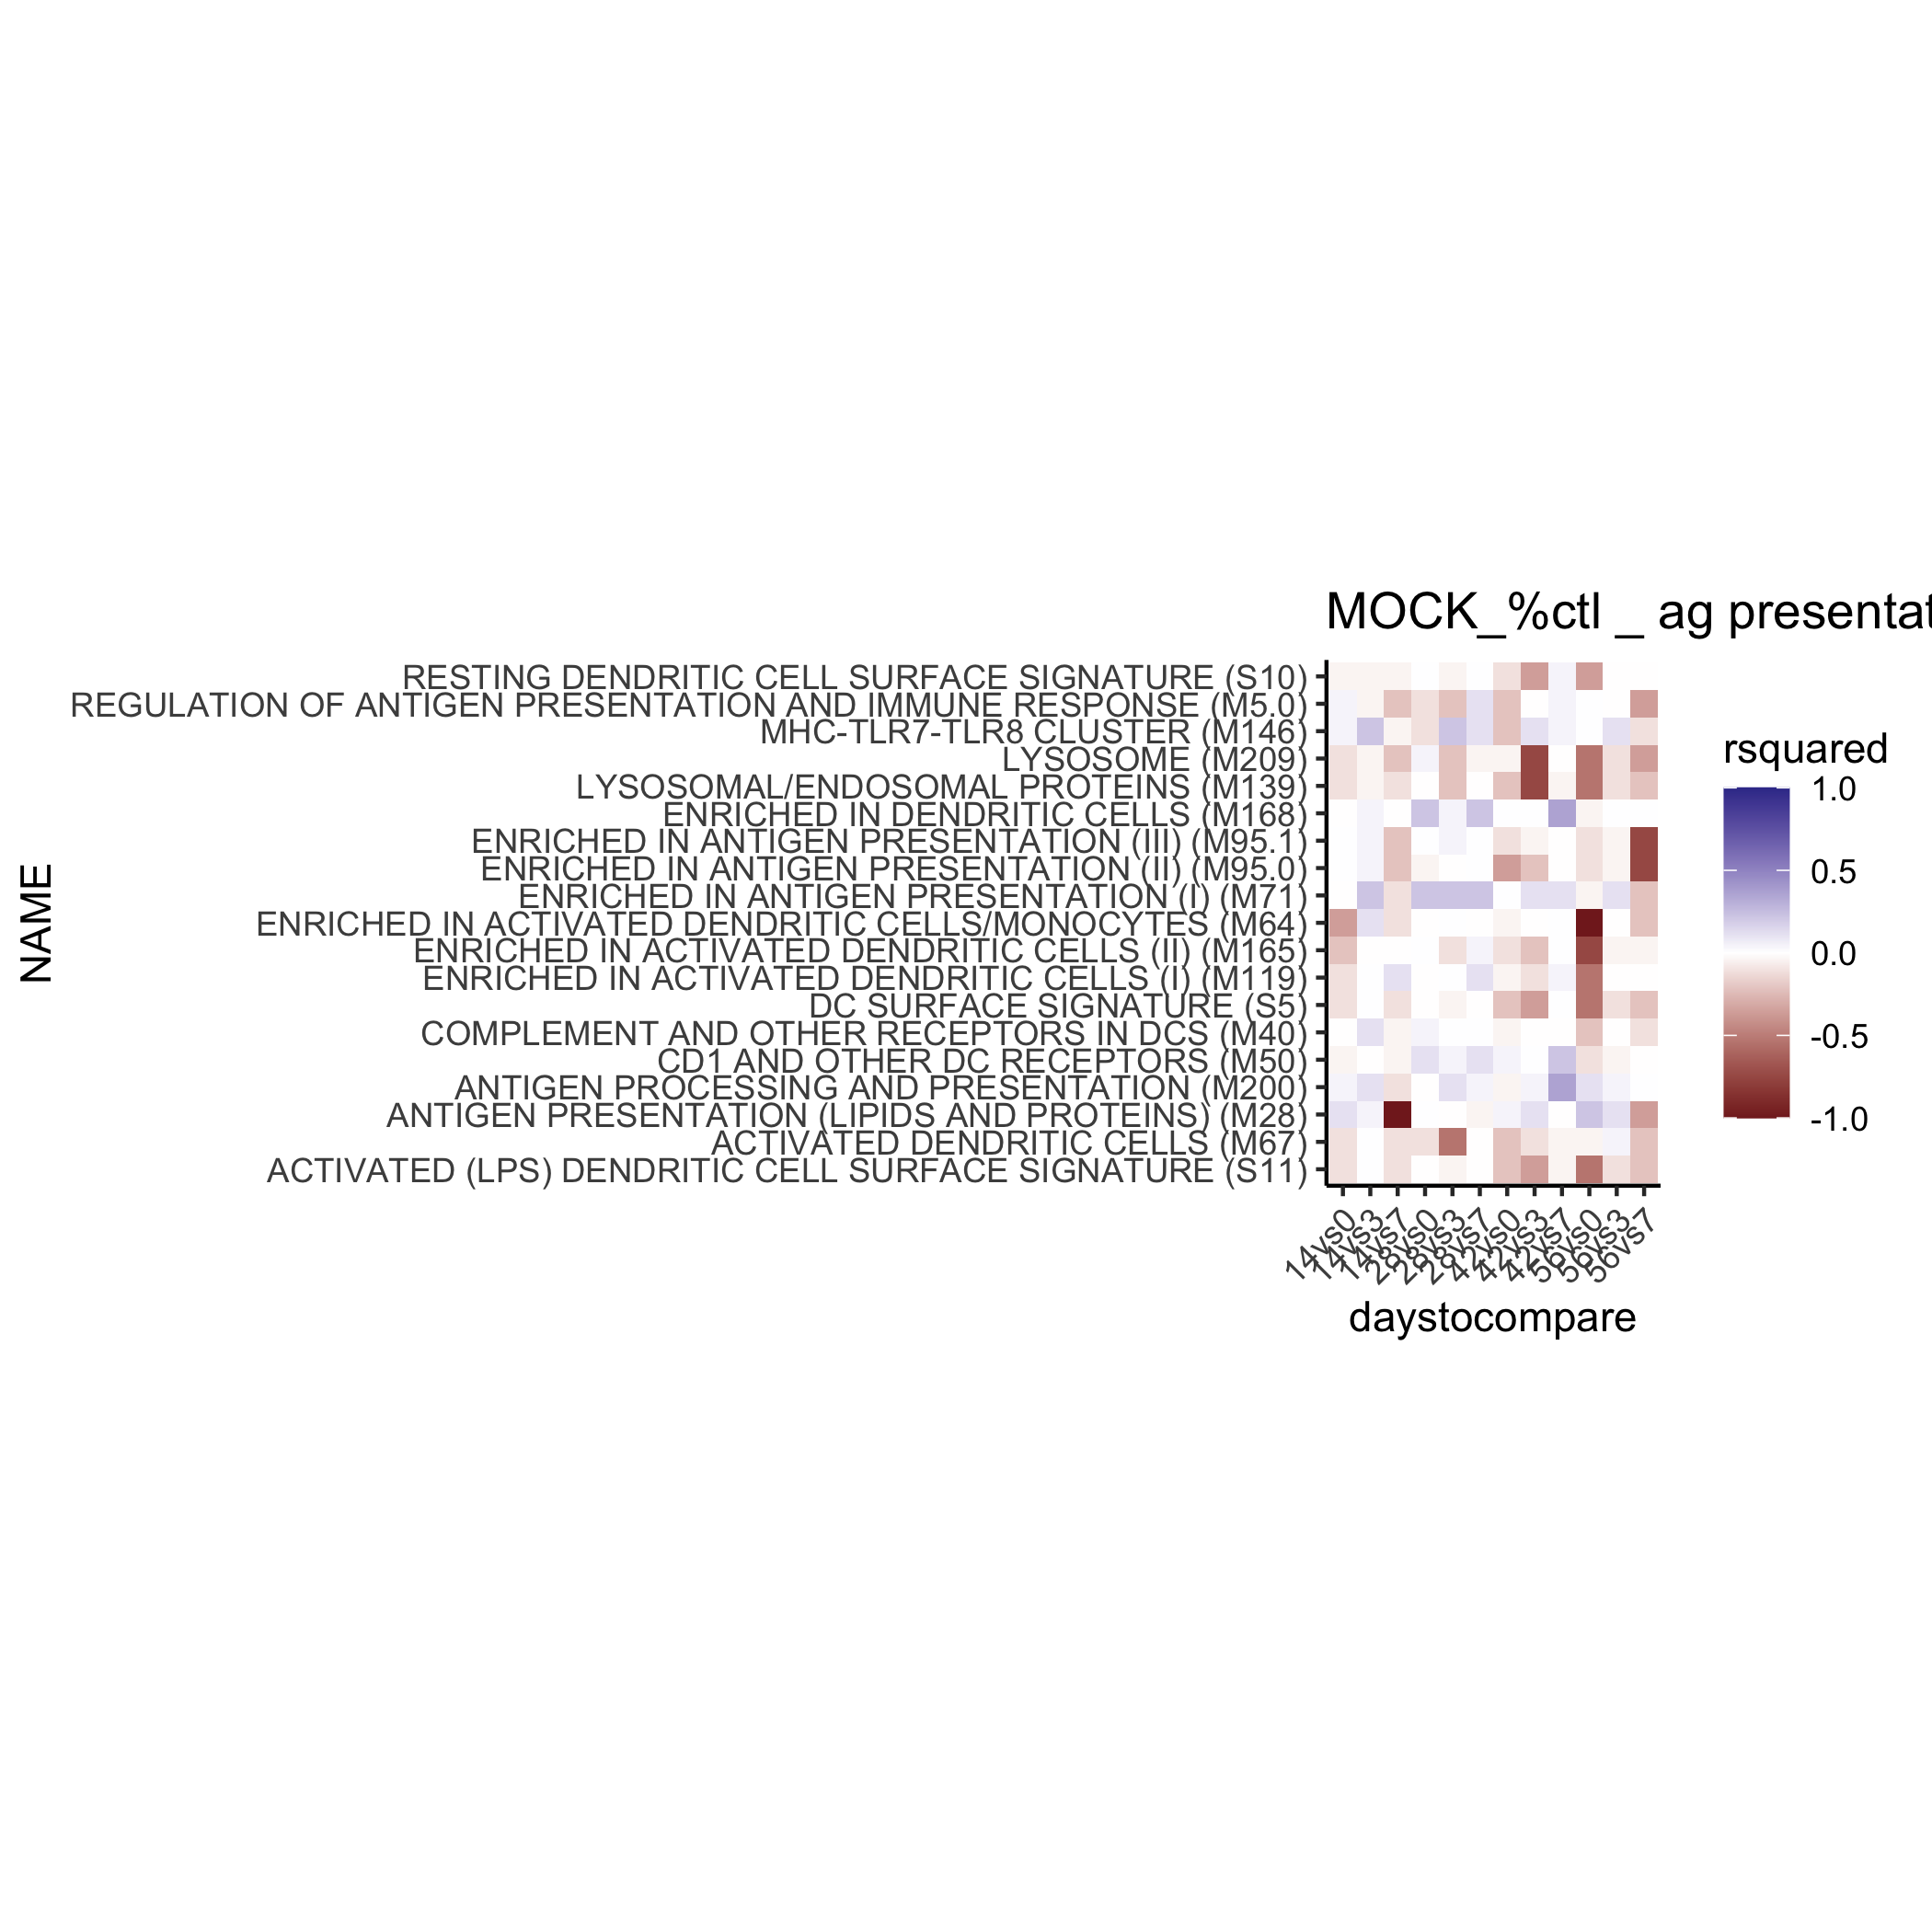 MOCK_%ctl _ ag presentat
RESTING DENDRITIC CELL SURFACE SIGNATURE (S10)
REGULATION OF ANTIGEN PRESENTATION AND IMMUNE RESPONSE (M5.0)
MHC-TLR7-TLR8 CLUSTER (M146)
LYSOSOME (M209)
LYSOSOMAL/ENDOSOMAL PROTEINS (M139)
ENRICHED IN DENDRITIC CELLS (M168)
ENRICHED IN ANTIGEN PRESENTATION (III) (M95.1)
ENRICHED IN ANTIGEN PRESENTATION (II) (M95.0)
ENRICHED IN ANTIGEN PRESENTATION (I) (M71)
ENRICHED IN ACTIVATED DENDRITIC CELLS/MONOCYTES (M64)
ENRICHED IN ACTIVATED DENDRITIC CELLS (II) (M165)
ENRICHED IN ACTIVATED DENDRITIC CELLS (I) (M119)
DC SURFACE SIGNATURE (S5)
COMPLEMENT AND OTHER RECEPTORS IN DCS (M40)
CD1 AND OTHER DC RECEPTORS (M50)
ANTIGEN PROCESSING AND PRESENTATION (M200)
ANTIGEN PRESENTATION (LIPIDS AND PROTEINS) (M28)
ACTIVATED DENDRITIC CELLS (M67)
ACTIVATED (LPS) DENDRITIC CELL SURFACE SIGNATURE (S11)
NAME
14vs0
14vs3
14vs7
28vs0
28vs3
28vs7
42vs0
42vs3
42vs7
56vs0
56vs3
56vs7
daystocompare
rsquared
1.0
0.5
0.0
-0.5
-1.0